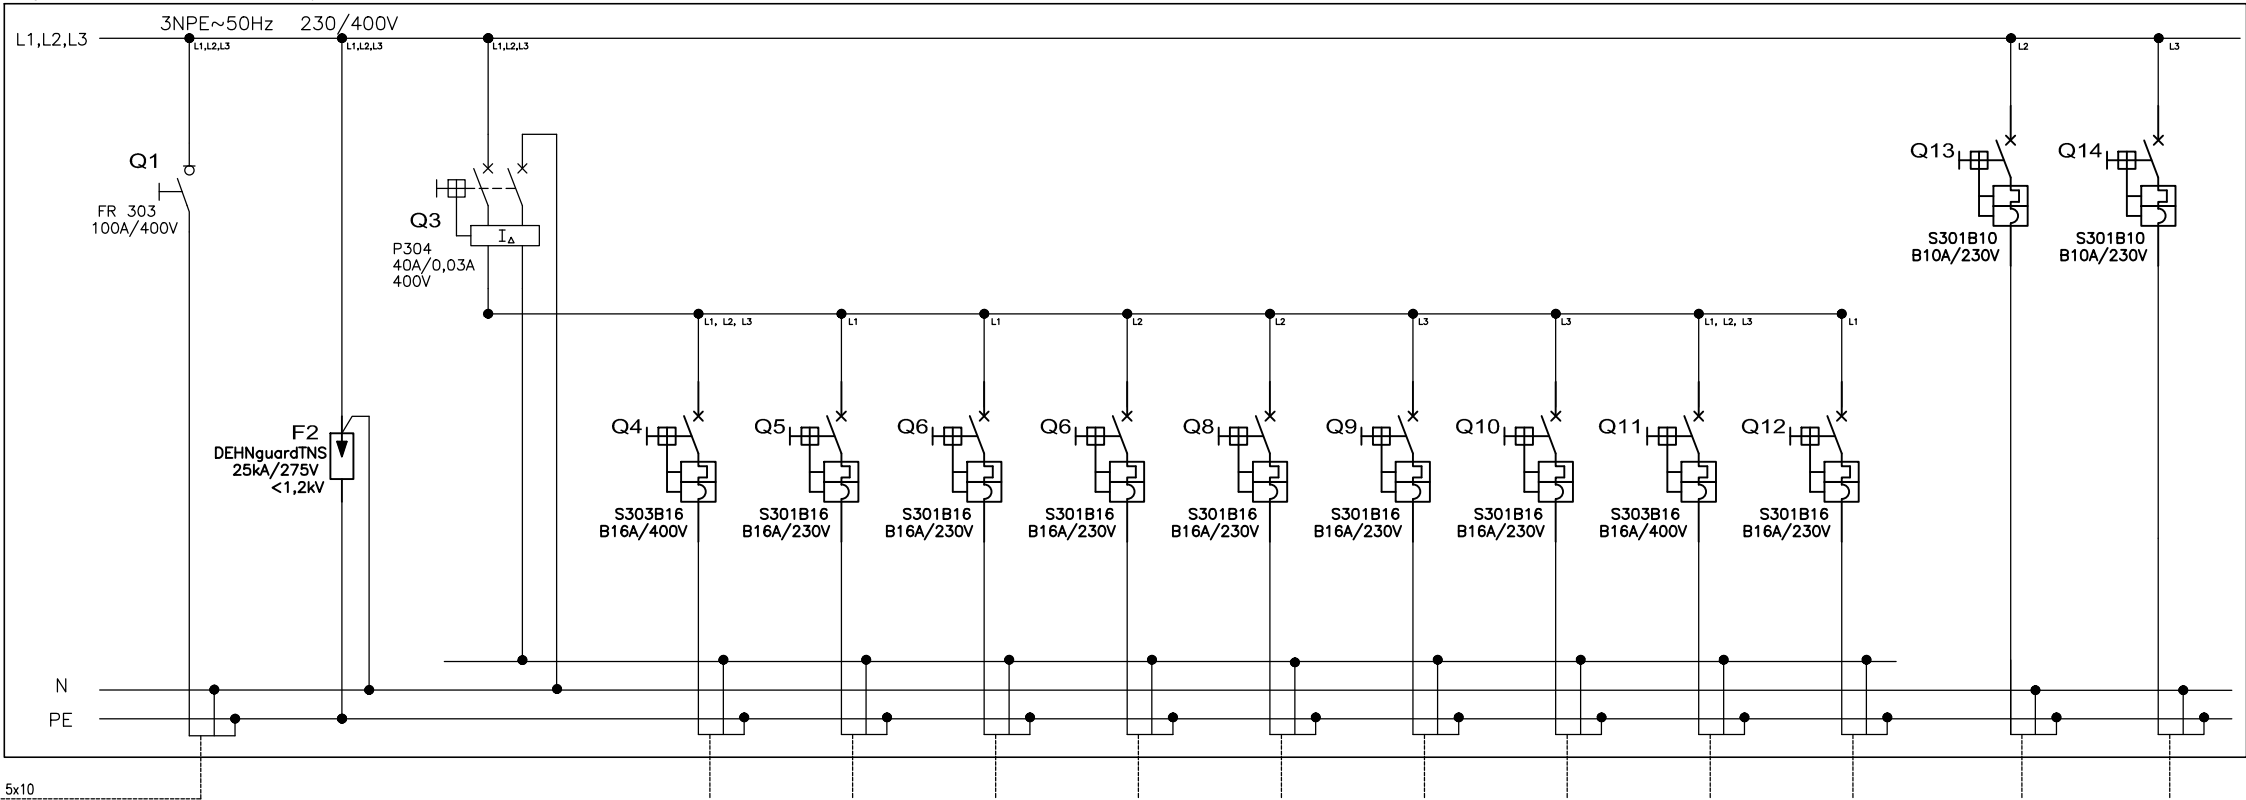 3NPE~50Hz 230/400V
L1,L2,L3
L1,L2,L3
L1,L2,L3
L1,L2,L3
L2
L3
Q1
FR 303
100A/400V
Q3
P304
40A/0,03A
400V
I∆
Q13
S301B10
B10A/230V
Q14
S301B10
B10A/230V
L1, L2, L3
L1
L1
L2
L2
L3
L3
L1, L2, L3
L1
F2
DEHNguardTNS
25kA/275V
<1,2kV
Q4
S303B16
B16A/400V
Q5
S301B16
B16A/230V
Q6
S301B16
B16A/230V
Q6
S301B16
B16A/230V
Q8
S301B16
B16A/230V
Q9
S301B16
B16A/230V
Q10
S301B16
B16A/230V
Q11
S303B16
B16A/400V
Q12
S301B16
B16A/230V
N
PE
5x10